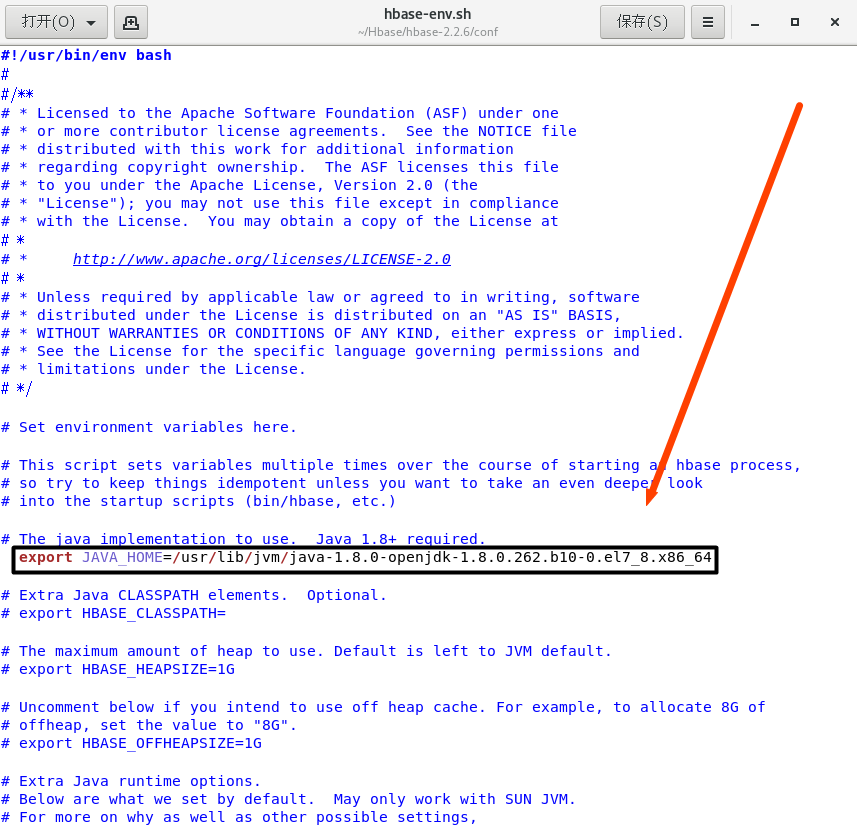 打开(O)
hbase-env.sh
~/Hbase/hbase-2.2.6/conf
保存(S)
#!/usr/bin/env bash
#
#/**
# * Licensed to the Apache Software Foundation (ASF) under one
# * or more contributor license agreements.  See the NOTICE file
# * distributed with this work for additional information
# * regarding copyright ownership.  The ASF licenses this file
# * to you under the Apache License, Version 2.0 (the
# * "License"); you may not use this file except in compliance
# * with the License.  You may obtain a copy of the License at
# *
# *     http://www.apache.org/licenses/LICENSE-2.0
# *
# * Unless required by applicable law or agreed to in writing, software
# * distributed under the License is distributed on an "AS IS" BASIS,
# * WITHOUT WARRANTIES OR CONDITIONS OF ANY KIND, either express or implied.
# * See the License for the specific language governing permissions and
# * limitations under the License.
# */
# Set environment variables here.
# This script sets variables multiple times over the course of starting an hbase process,
# so try to keep things idempotent unless you want to take an even deeper look
# into the startup scripts (bin/hbase, etc.)
# The java implementation to use.  Java 1.8+ required.
export JAVA_HOME=/usr/lib/jvm/java-1.8.0-openjdk-1.8.0.262.b10-0.el7_8.x86_64
# Extra Java CLASSPATH elements.  Optional.
# export HBASE_CLASSPATH=
# The maximum amount of heap to use. Default is left to JVM default.
# export HBASE_HEAPSIZE=1G
# Uncomment below if you intend to use off heap cache. For example, to allocate 8G of
# offheap, set the value to "8G".
# export HBASE_OFFHEAPSIZE=1G
# Extra Java runtime options.
# Below are what we set by default.  May only work with SUN JVM.
# For more on why as well as other possible settings,